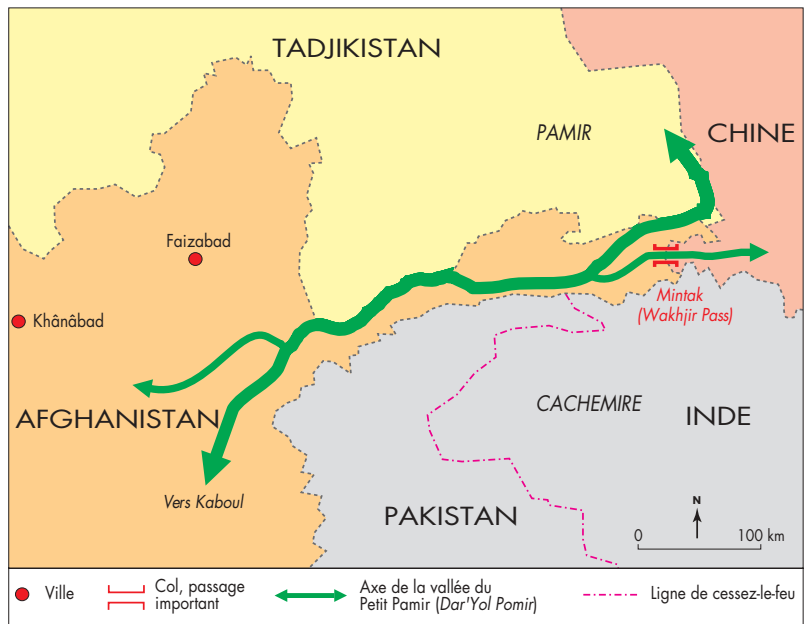 TADJIKISTAN
PAMIR
CHINE
Faizabad
Khânâbad
Mintak
(Wakhjir Pass)
CACHEMIRE
INDE
AFGHANISTAN
Vers Kaboul
PAKISTAN
N
0 100 km
Ville
Col, passage
important
Axe de la vallée du
Petit Pamir (Dar'Yol Pomir)
Ligne de cessez-le-feu